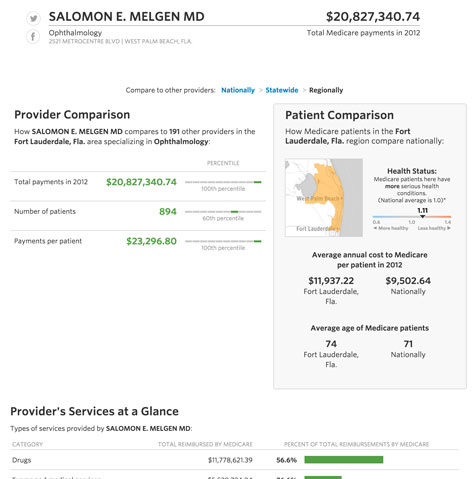 SALOMON E. MELGEN MD
$20,827,340.74
Ophthalmology
Total Medicare payments in 2012
2521 METROCENTRE BLVD | WEST PALM BEACH, FLA.
Compare to other providers: Nationally > Statewide > Regionally
Provider Comparison
How SALOMON E. MELGEN MD compares to 191 other providers in the
Fort Lauderdale, Fla. area specializing in Ophthalmology:
PERCENTILE
Total payments in 2012 $20,827,340.74
100th percentile
Number of patients 894
60th percentile
Payments per patient $23,296.80
100th percentile
Patient Comparison
How Medicare patients in the Fort
Lauderdale, Fla. region compare nationally:
West Palm Beach
Fort Lauderdale
Health Status:
Medicare patients here have
more serious health
conditions.
(National average is 1.0)*
1.11
0.6 1.0 1.4
◀ More healthy Less healthy ▶
Average annual cost to Medicare
per patient in 2012
$11,937.22 $9,502.64
Fort Lauderdale, Nationally
Fla.
Average age of Medicare patients
74 71
Fort Lauderdale, Nationally
Fla.
Provider's Services at a Glance
Types of services provided by SALOMON E. MELGEN MD:
CATEGORY TOTAL REIMBURSED BY MEDICARE PERCENT OF TOTAL REIMBURSEMENTS BY MEDICARE
Drugs $11,778,621.39 56.6%